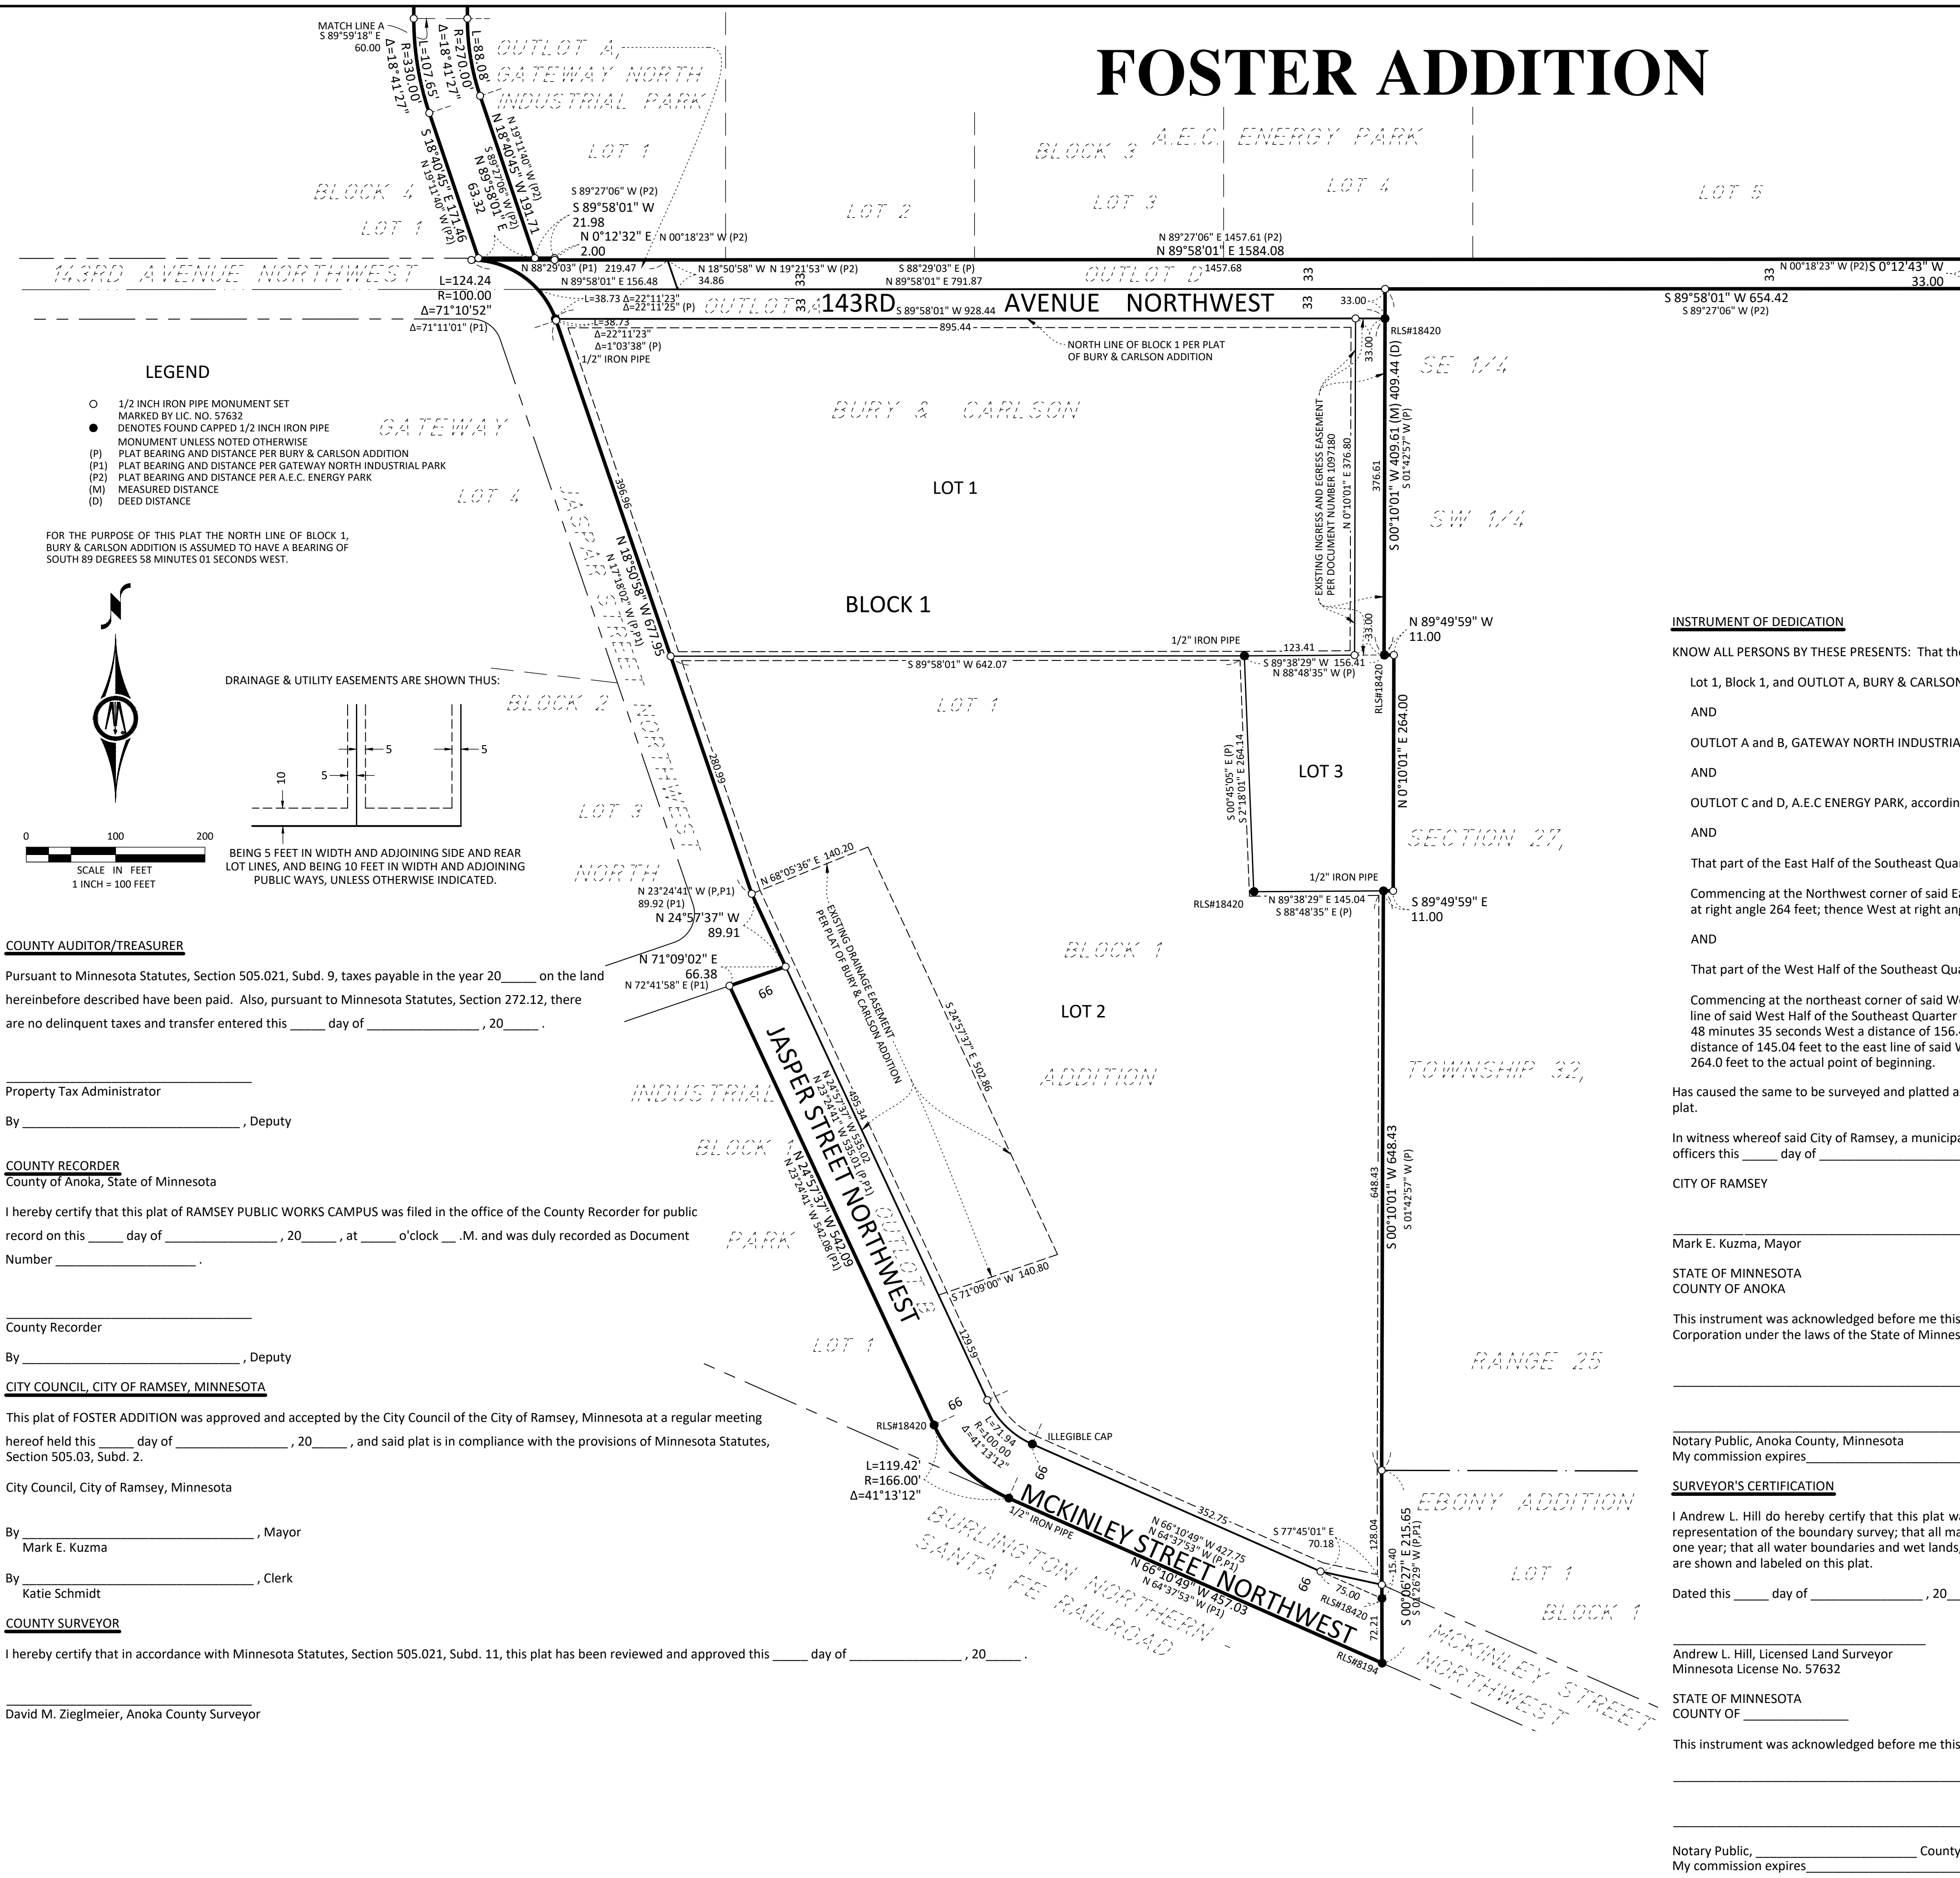 FOSTER ADDITION
MATCH LINE A
S 89°59'18" E
60.00
L=107.65'
R=330.00'
Δ=18°41'27"
L=88.08'
R=270.00'
Δ=18°41'27"
OUTLOT A,
GATEWAY NORTH
INDUSTRIAL PARK
LOT 1
BLOCK 3
A.E.C. ENERGY PARK
LOT 2
LOT 3
LOT 4
LOT 5
BLOCK 4
LOT 1
S 18°40'45" E 171.46
N 19°11'40" W (P2)
N 19°11'40" W (P2)
N 18°40'45" W 191.71
S 89°27'06" W (P2)
N 89°58'01" E
63.32
S 89°27'06" W (P2)
S 89°58'01" W
21.98
N 0°12'32" E
2.00
N 00°18'23" W (P2)
N 89°27'06" E 1457.61 (P2)
N 89°58'01" E 1584.08
143RD AVENUE NORTHWEST
N 88°29'03" (P1)
219.47
N 89°58'01" E 156.48
N 18°50'58" W
N 19°21'53" W (P2)
34.86
S 88°29'03" E (P)
N 89°58'01" E 791.87
33
OUTLOT D
1457.68
33
33
N 00°18'23" W (P2)
S 0°12'43" W
33.00
L=124.24
R=100.00
Δ=71°10'52"
Δ=71°11'01" (P1)
L=38.73 Δ=22°11'23"
Δ=22°11'25" (P)
OUTLOT A
33
143RD AVENUE NORTHWEST
S 89°58'01" W 928.44
33
33.00
S 89°58'01" W 654.42
S 89°27'06" W (P2)
L=38.73
Δ=22°11'23"
Δ=1°03'38" (P)
1/2" IRON PIPE
895.44
NORTH LINE OF BLOCK 1 PER PLAT
OF BURY & CARLSON ADDITION
RLS#18420
33.00
SE 1/4
LEGEND
1/2 INCH IRON PIPE MONUMENT SET
MARKED BY LIC. NO. 57632
DENOTES FOUND CAPPED 1/2 INCH IRON PIPE
MONUMENT UNLESS NOTED OTHERWISE
(P) PLAT BEARING AND DISTANCE PER BURY & CARLSON ADDITION
(P1) PLAT BEARING AND DISTANCE PER GATEWAY NORTH INDUSTRIAL PARK
(P2) PLAT BEARING AND DISTANCE PER A.E.C. ENERGY PARK
(M) MEASURED DISTANCE
(D) DEED DISTANCE
FOR THE PURPOSE OF THIS PLAT THE NORTH LINE OF BLOCK 1,
BURY & CARLSON ADDITION IS ASSUMED TO HAVE A BEARING OF
SOUTH 89 DEGREES 58 MINUTES 01 SECONDS WEST.
GATEWAY
LOT 4
JASPER STREET NORTHWEST
396.96
N 18°50'58" W 677.95
N 17°18'02" W (P,P1)
BURY & CARLSON
LOT 1
BLOCK 1
EXISTING INGRESS AND EGRESS EASEMENT
PER DOCUMENT NUMBER 1097180
N 0°10'01" E 376.80
376.61
S 00°10'01" W 409.61 (M) 409.44 (D)
S 01°42'57" W (P)
SW 1/4
33.00
N 89°49'59" W
11.00
1/2" IRON PIPE
123.41
S 89°58'01" W 642.07
S 89°38'29" W 156.41
N 88°48'35" W (P)
RLS#18420
LOT 1
DRAINAGE & UTILITY EASEMENTS ARE SHOWN THUS:
5
5
5
10
BEING 5 FEET IN WIDTH AND ADJOINING SIDE AND REAR
LOT LINES, AND BEING 10 FEET IN WIDTH AND ADJOINING
PUBLIC WAYS, UNLESS OTHERWISE INDICATED.
0 100 200
SCALE IN FEET
1 INCH = 100 FEET
BLOCK 2
LOT 3
NORTH
280.99
S 00°45'05" E (P)
S 2°18'01" E 264.14
LOT 3
N 0°10'01" E 264.00
SECTION 27,
1/2" IRON PIPE
RLS#18420
N 89°38'29" E 145.04
S 88°48'35" E (P)
S 89°49'59" E
11.00
N 23°24'41" W (P,P1)
89.92 (P1)
N 24°57'37" W
89.91
N 68°05'36" E 140.20
EXISTING DRAINAGE EASEMENT
PER PLAT OF BURY & CARLSON ADDITION
N 71°09'02" E
66.38
N 72°41'58" E (P1)
66
S 24°57'37" E 502.86
BLOCK 1
LOT 2
ADDITION
TOWNSHIP 32,
INDUSTRIAL
BLOCK 1
PARK
LOT 1
JASPER STREET NORTHWEST
495.34
N 24°57'37" W 535.02
N 23°24'41" W 535.01 (P,P1)
N 24°57'37" W 542.09
N 23°24'41" W 542.08 (P1)
OUTLOT B
S 71°09'00" W 140.80
129.59
648.43
S 00°10'01" W 648.43
S 01°42'57" W (P)
RANGE 25
RLS#18420
66
L=71.94
R=100.00
Δ=41°13'12"
ILLEGIBLE CAP
66
L=119.42'
R=166.00'
Δ=41°13'12"
1/2" IRON PIPE
MCKINLEY STREET NORTHWEST
352.75
N 66°10'49" W 427.75
N 64°37'53" W (P,P1)
N 66°10'49" W 457.03
N 64°37'53" W (P1)
S 77°45'01" E
70.18
66
75.00
RLS#18420
128.04
15.40
72.21
S 00°06'27" E 215.65
S 01°26'29" W (P,P1)
RLS#8194
EBONY ADDITION
LOT 1
BLOCK 1
BURLINGTON NORTHERN
SANTA FE RAILROAD
MCKINLEY STREET
NORTHWEST
COUNTY AUDITOR/TREASURER
Pursuant to Minnesota Statutes, Section 505.021, Subd. 9, taxes payable in the year 20_____ on the land
hereinbefore described have been paid. Also, pursuant to Minnesota Statutes, Section 272.12, there
are no delinquent taxes and transfer entered this _____ day of ________________ , 20_____ .
Property Tax Administrator
By _______________________________ , Deputy
COUNTY RECORDER
County of Anoka, State of Minnesota
I hereby certify that this plat of RAMSEY PUBLIC WORKS CAMPUS was filed in the office of the County Recorder for public
record on this _____ day of ________________ , 20_____ , at _____ o'clock __ .M. and was duly recorded as Document
Number ____________________ .
County Recorder
By _______________________________ , Deputy
CITY COUNCIL, CITY OF RAMSEY, MINNESOTA
This plat of FOSTER ADDITION was approved and accepted by the City Council of the City of Ramsey, Minnesota at a regular meeting
hereof held this _____ day of ________________ , 20_____ , and said plat is in compliance with the provisions of Minnesota Statutes,
Section 505.03, Subd. 2.
City Council, City of Ramsey, Minnesota
By _________________________________ , Mayor
Mark E. Kuzma
By _________________________________ , Clerk
Katie Schmidt
COUNTY SURVEYOR
I hereby certify that in accordance with Minnesota Statutes, Section 505.021, Subd. 11, this plat has been reviewed and approved this _____ day of ________________ , 20_____ .
David M. Zieglmeier, Anoka County Surveyor
INSTRUMENT OF DEDICATION
KNOW ALL PERSONS BY THESE PRESENTS: That the
Lot 1, Block 1, and OUTLOT A, BURY & CARLSON
AND
OUTLOT A and B, GATEWAY NORTH INDUSTRIA
AND
OUTLOT C and D, A.E.C ENERGY PARK, accordin
AND
That part of the East Half of the Southeast Quar
Commencing at the Northwest corner of said Ea
at right angle 264 feet; thence West at right ang
AND
That part of the West Half of the Southeast Qua
Commencing at the northeast corner of said We
line of said West Half of the Southeast Quarter
48 minutes 35 seconds West a distance of 156.4
distance of 145.04 feet to the east line of said W
264.0 feet to the actual point of beginning.
Has caused the same to be surveyed and platted a
plat.
In witness whereof said City of Ramsey, a municipa
officers this _____ day of ____________________
CITY OF RAMSEY
Mark E. Kuzma, Mayor
STATE OF MINNESOTA
COUNTY OF ANOKA
This instrument was acknowledged before me this
Corporation under the laws of the State of Minnes
Notary Public, Anoka County, Minnesota
My commission expires______________________
SURVEYOR'S CERTIFICATION
I Andrew L. Hill do hereby certify that this plat wa
representation of the boundary survey; that all ma
one year; that all water boundaries and wet lands,
are shown and labeled on this plat.
Dated this _____ day of ________________ , 20__
Andrew L. Hill, Licensed Land Surveyor
Minnesota License No. 57632
STATE OF MINNESOTA
COUNTY OF _______________
This instrument was acknowledged before me this
Notary Public, _______________________ County
My commission expires______________________